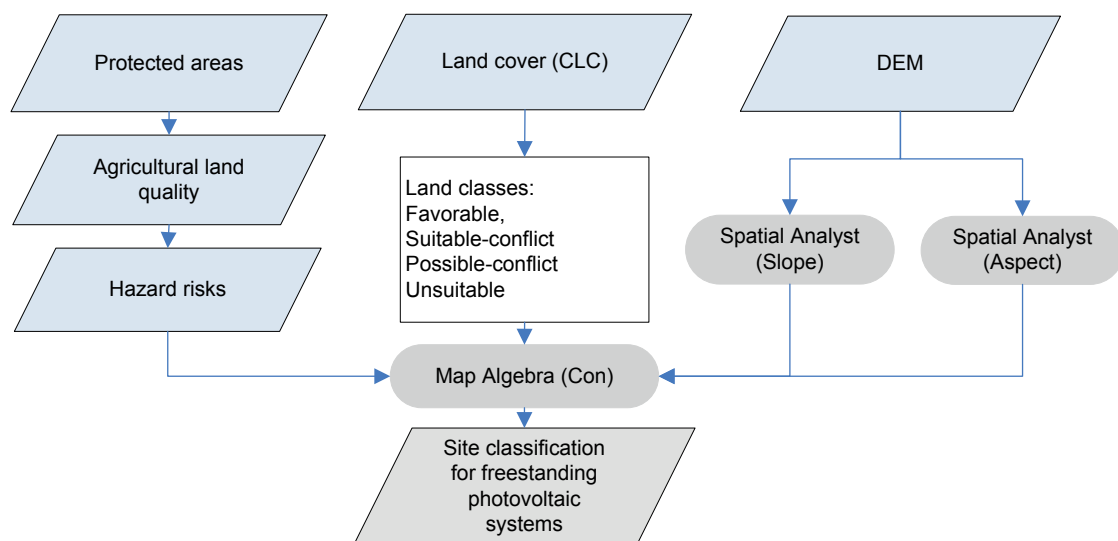 Protected areas
Land cover (CLC)
DEM
Agricultural land
quality
Land classes:
Favorable,
Suitable-conflict
Possible-conflict
Unsuitable
Spatial Analyst
(Slope)
Spatial Analyst
(Aspect)
Hazard risks
Map Algebra (Con)
Site classification
for freestanding
photovoltaic
systems